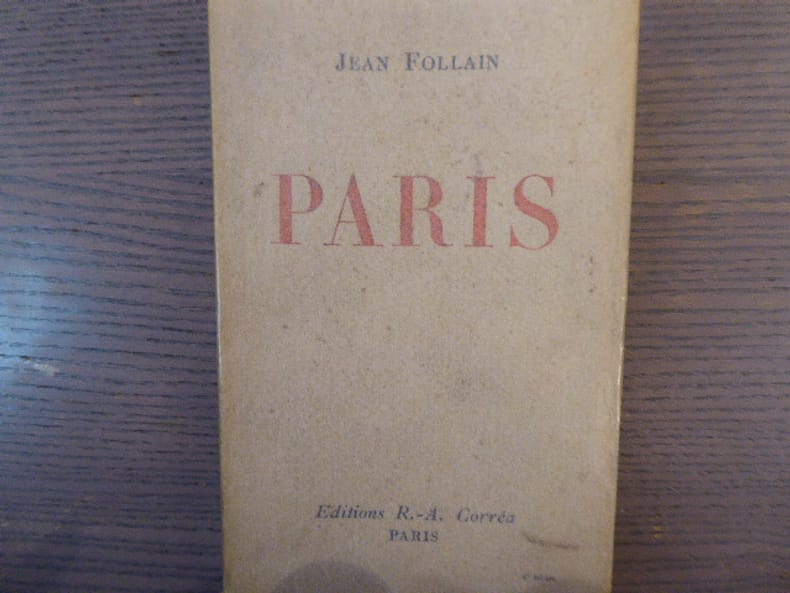 JEAN FOLLAIN
PARIS
Editions R.-A. Corrêa
PARIS